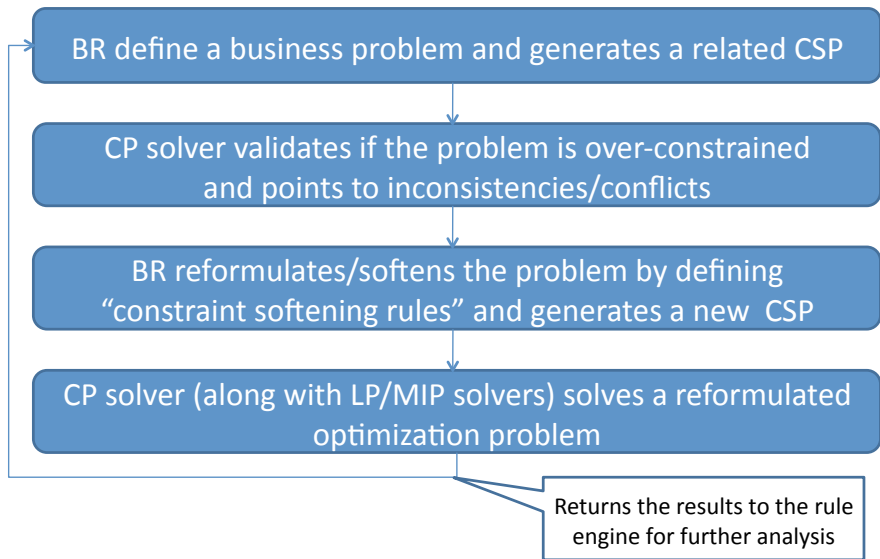 BR define a business problem and generates a related CSP
CP solver validates if the problem is over-constrained
and points to inconsistencies/conflicts
BR reformulates/softens the problem by defining
“constraint softening rules” and generates a new CSP
CP solver (along with LP/MIP solvers) solves a reformulated
optimization problem
Returns the results to the rule
engine for further analysis